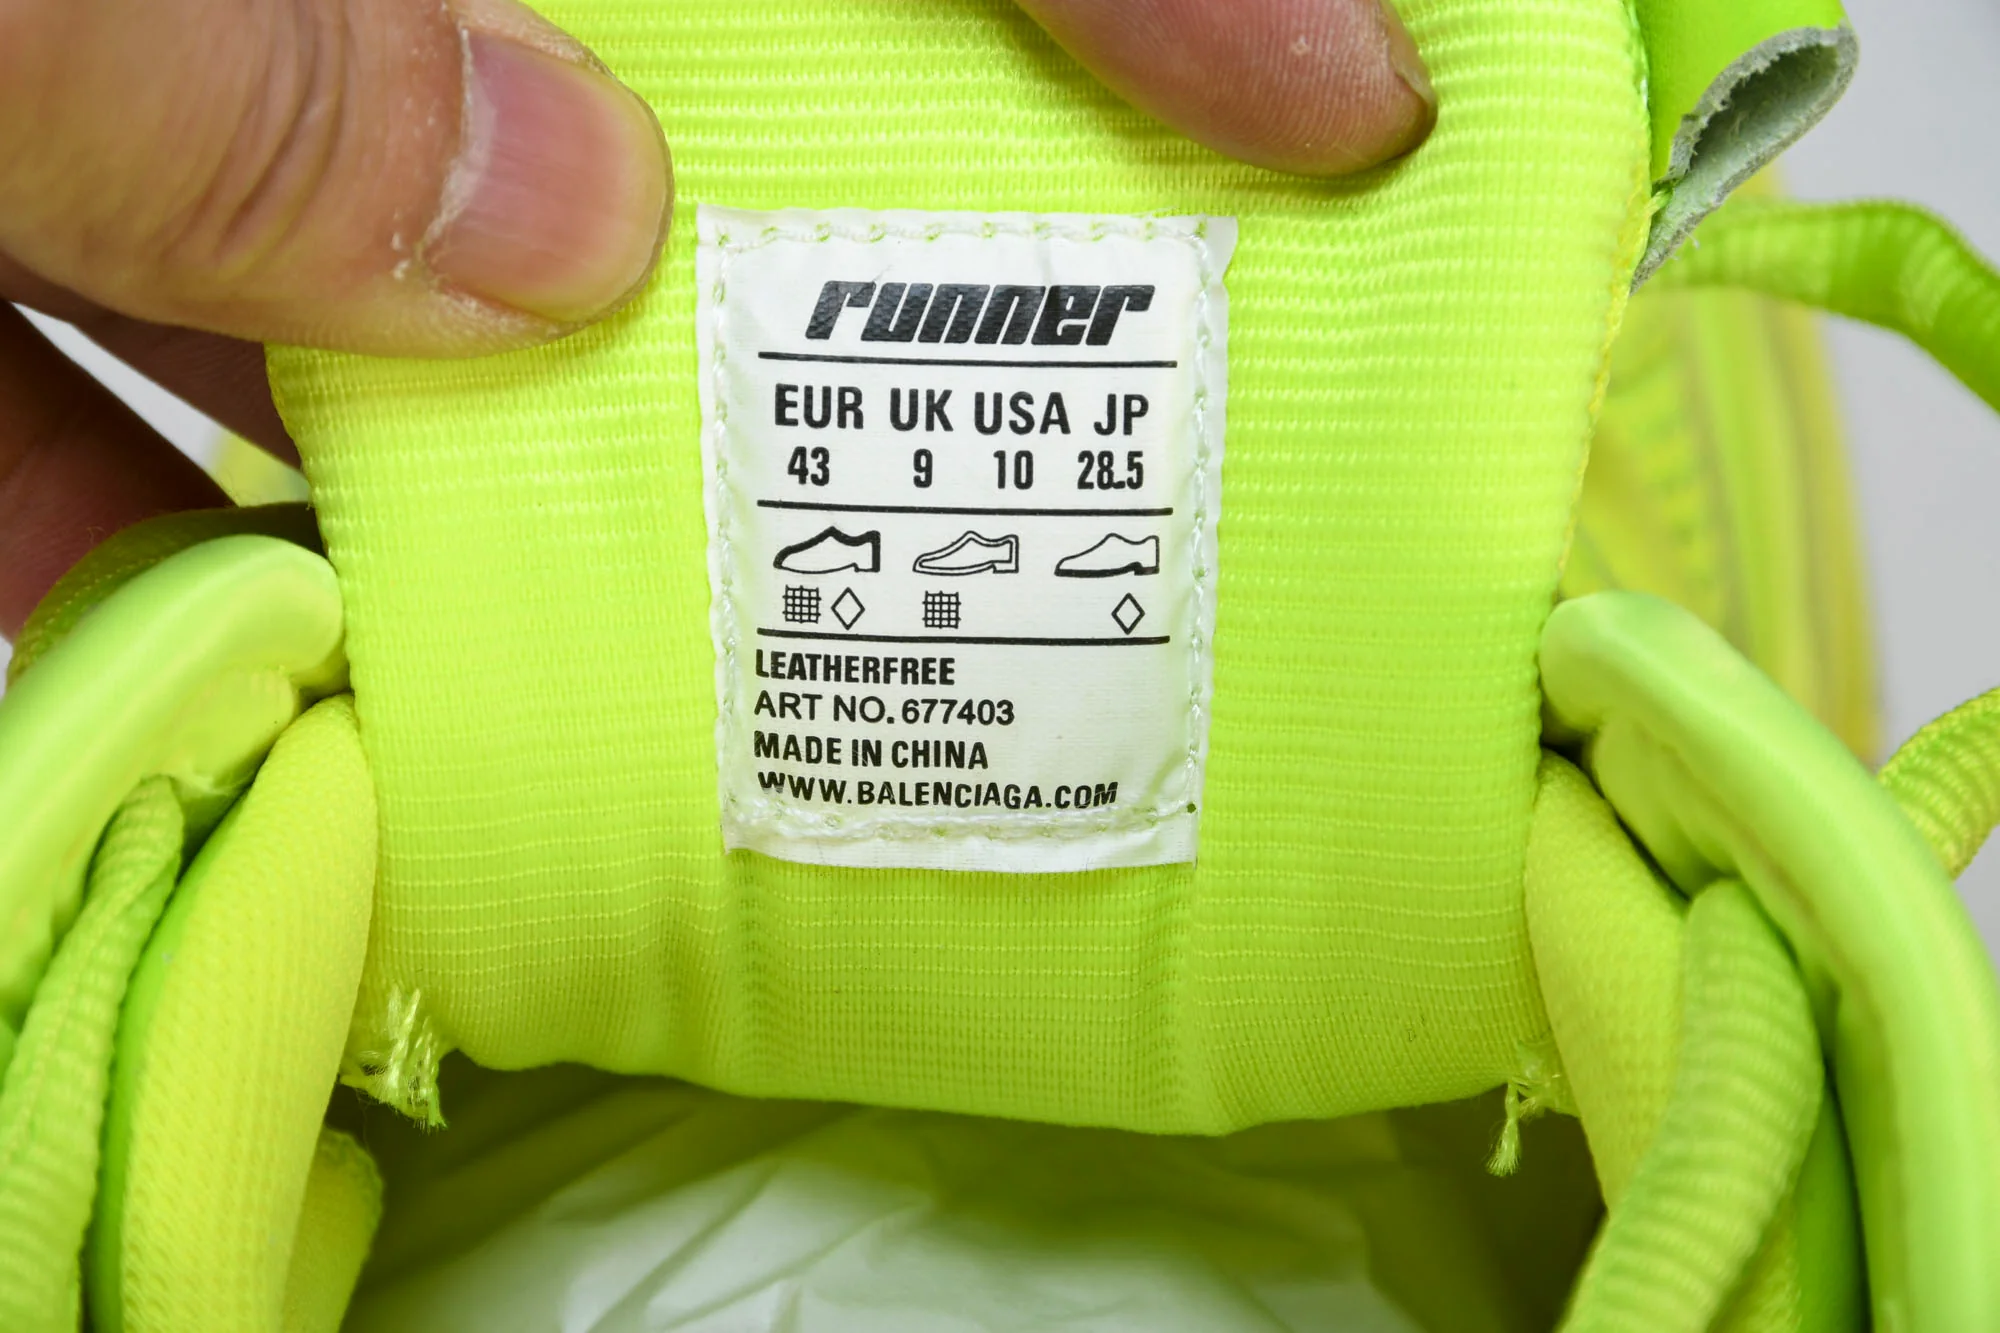 runner
EUR UK USA JP
43 9 10 28.5
LEATHERFREE
ART NO. 677403
MADE IN CHINA
WWW.BALENCIAGA.COM